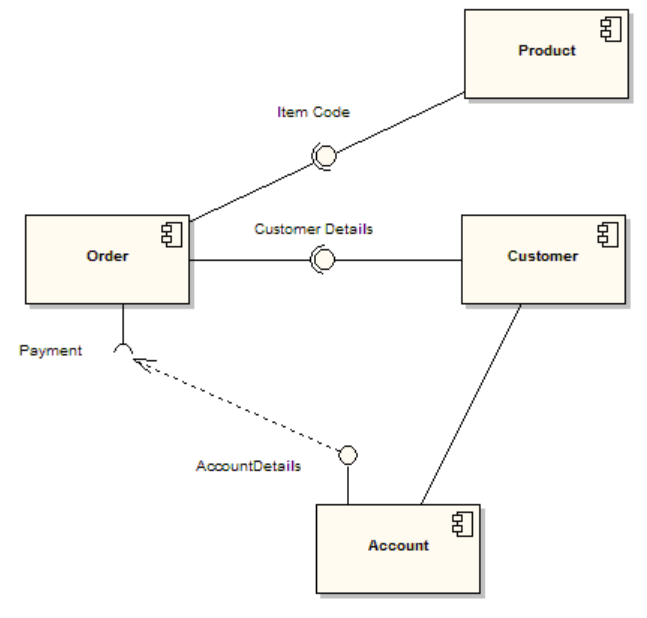 Product
Item Code
Customer Details
Order
Customer
Payment
AccountDetails
Account